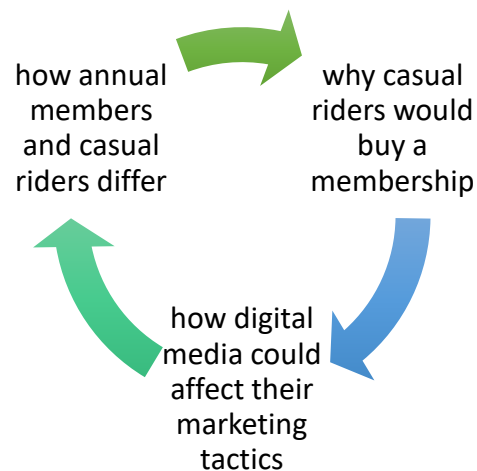 how annual
members
and casual
riders differ
why casual
riders would
buy a
membership
how digital
media could
affect their
marketing
tactics